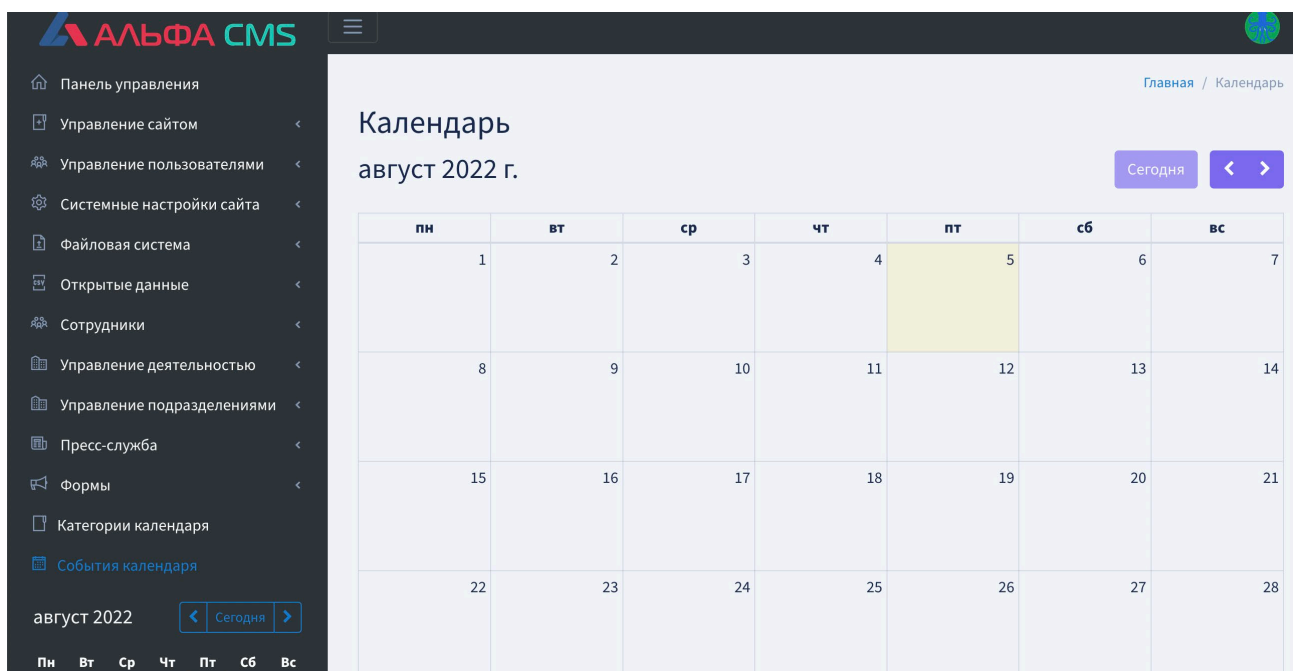 АЛЬФА CMS
Панель управления
Управление сайтом
Управление пользователями
Системные настройки сайта
Файловая система
Открытые данные
Сотрудники
Управление деятельностью
Управление подразделениями
Пресс-служба
Формы
Категории календаря
События календаря
август 2022 Сегодня
Пн Вт Ср Чт Пт Сб Вс
Главная / Календарь
Календарь
август 2022 г. Сегодня
пн вт ср чт пт сб вс
1 2 3 4 5 6 7
8 9 10 11 12 13 14
15 16 17 18 19 20 21
22 23 24 25 26 27 28